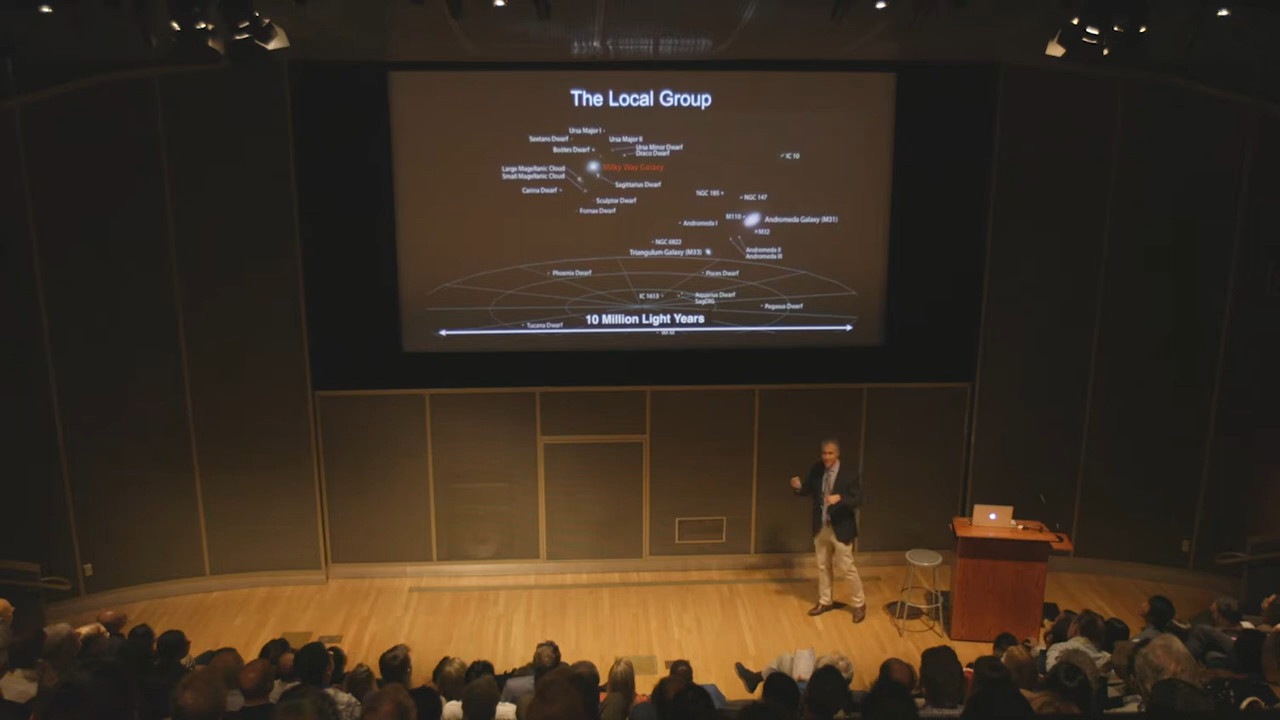 The Local Group
Ursa Major I
Sextans Dwarf
Ursa Major II
Bootes Dwarf
Ursa Minor Dwarf
Draco Dwarf
IC 10
Milky Way Galaxy
Large Magellanic Cloud
Small Magellanic Cloud
Sagittarius Dwarf
Carina Dwarf
NGC 185
NGC 147
Sculptor Dwarf
Fornax Dwarf
M110
Andromeda Galaxy (M31)
Andromeda I
M32
NGC 6822
Andromeda II
Triangulum Galaxy (M33)
Andromeda III
Phoenix Dwarf
Pisces Dwarf
IC 1613
Aquarius Dwarf
SagDIG
Pegasus Dwarf
10 Million Light Years
Tucana Dwarf